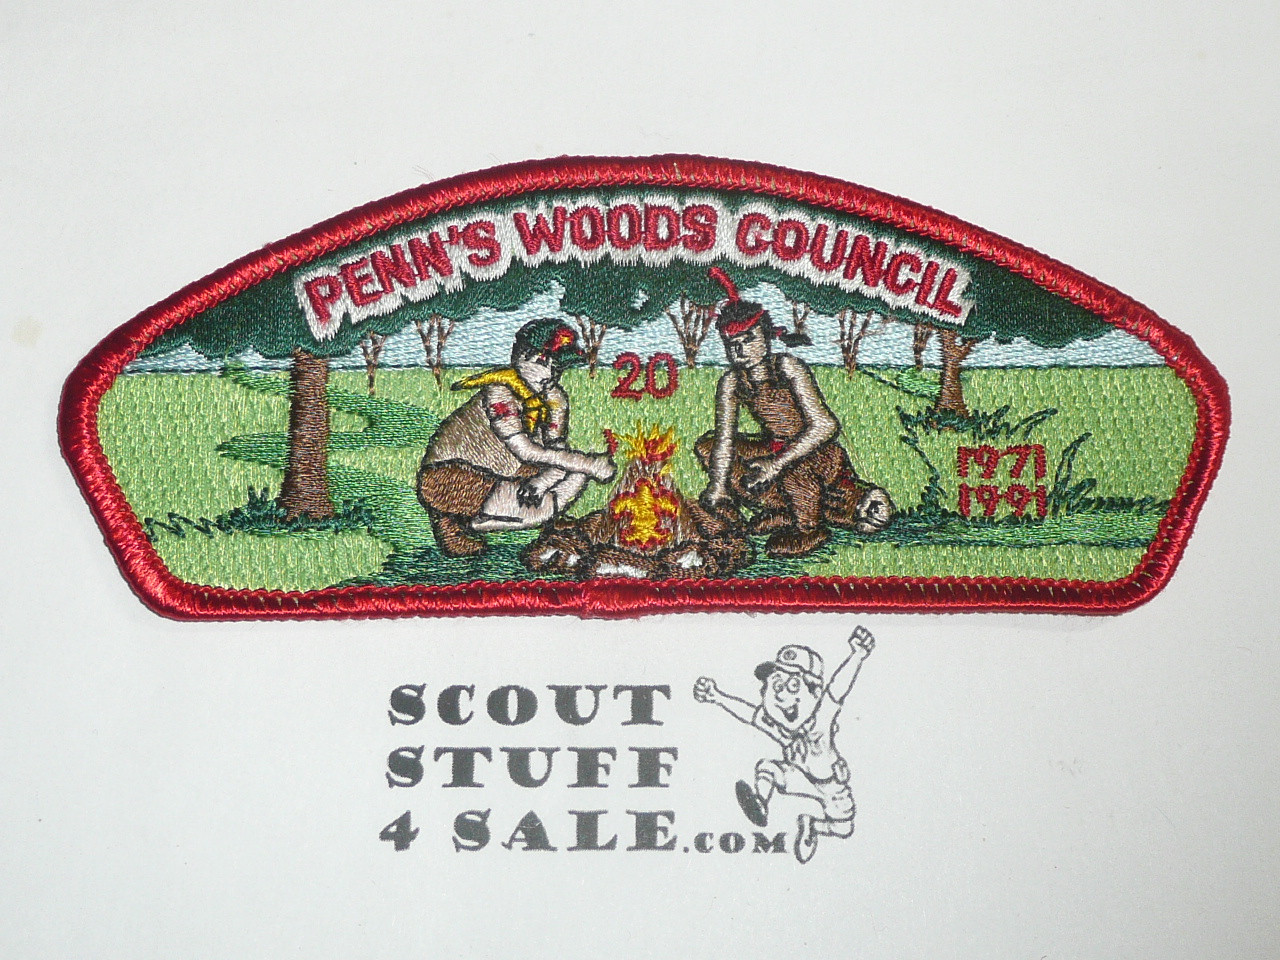 PENN'S WOODS COUNCIL
20
1971
1991
SCOUT
STUFF
4 SALE.COM